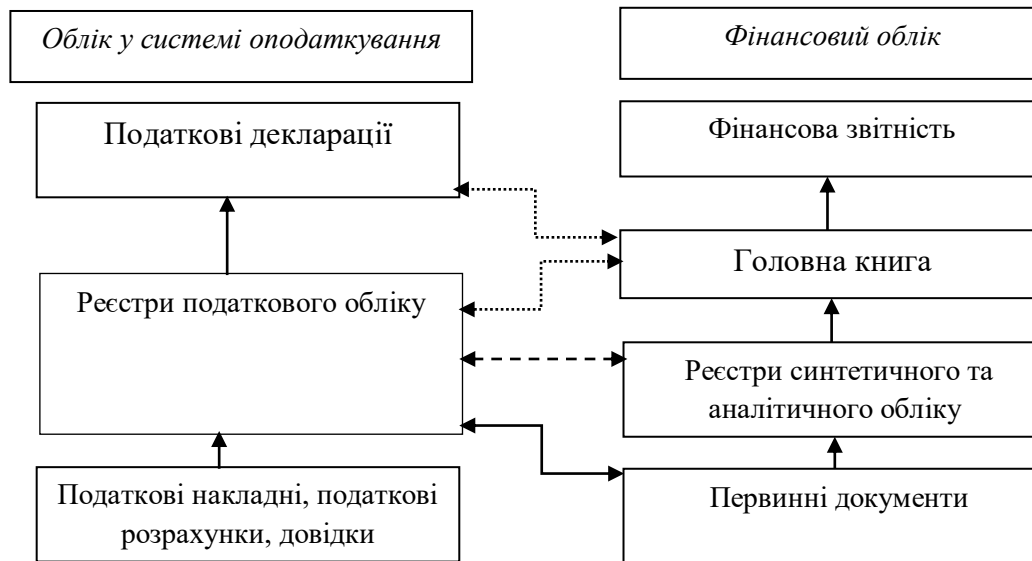 Облік у системі оподаткування
Фінансовий облік
Податкові декларації
Фінансова звітність
Головна книга
Реєстри податкового обліку
Реєстри синтетичного та
аналітичного обліку
Податкові накладні, податкові
розрахунки, довідки
Первинні документи